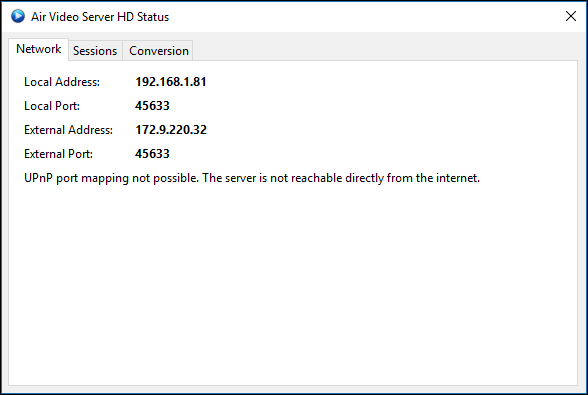 Air Video Server HD Status
Network Sessions Conversion
Local Address: 192.168.1.81
Local Port: 45633
External Address: 172.9.220.32
External Port: 45633
UPnP port mapping not possible. The server is not reachable directly from the internet.